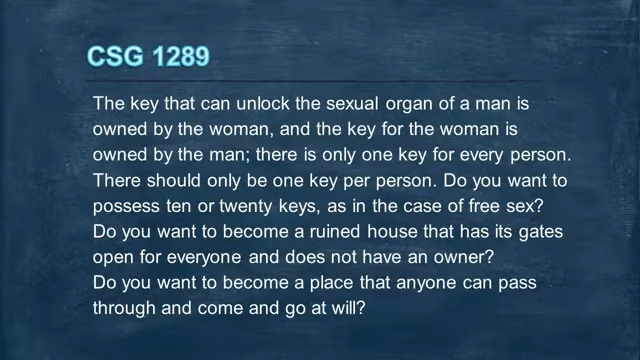 CSG 1289
The key that can unlock the sexual organ of a man is
owned by the woman, and the key for the woman is
owned by the man; there is only one key for every person.
There should only be one key per person. Do you want to
possess ten or twenty keys, as in the case of free sex?
Do you want to become a ruined house that has its gates
open for everyone and does not have an owner?
Do you want to become a place that anyone can pass
through and come and go at will?